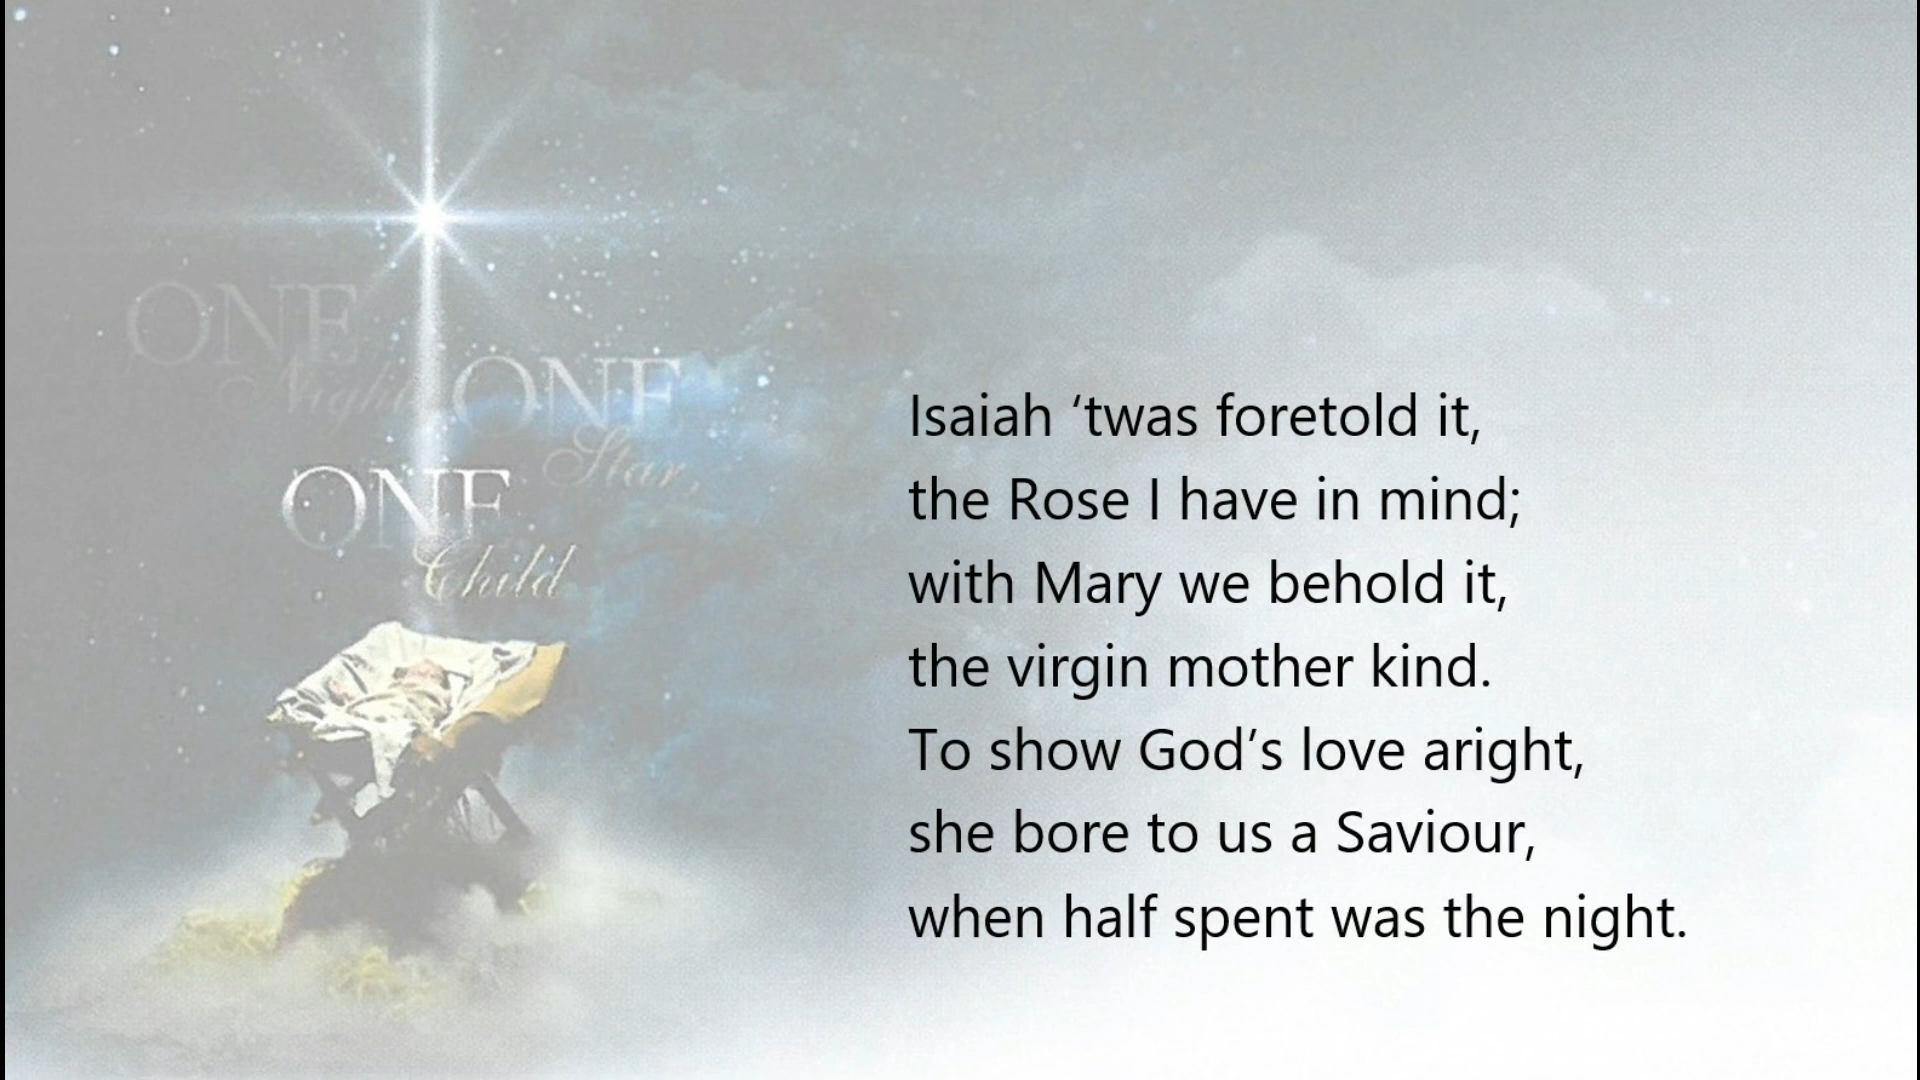 ONE
Night
ONE
Star,
ONE
Child
Isaiah ‘twas foretold it,
the Rose I have in mind;
with Mary we behold it,
the virgin mother kind.
To show God’s love aright,
she bore to us a Saviour,
when half spent was the night.